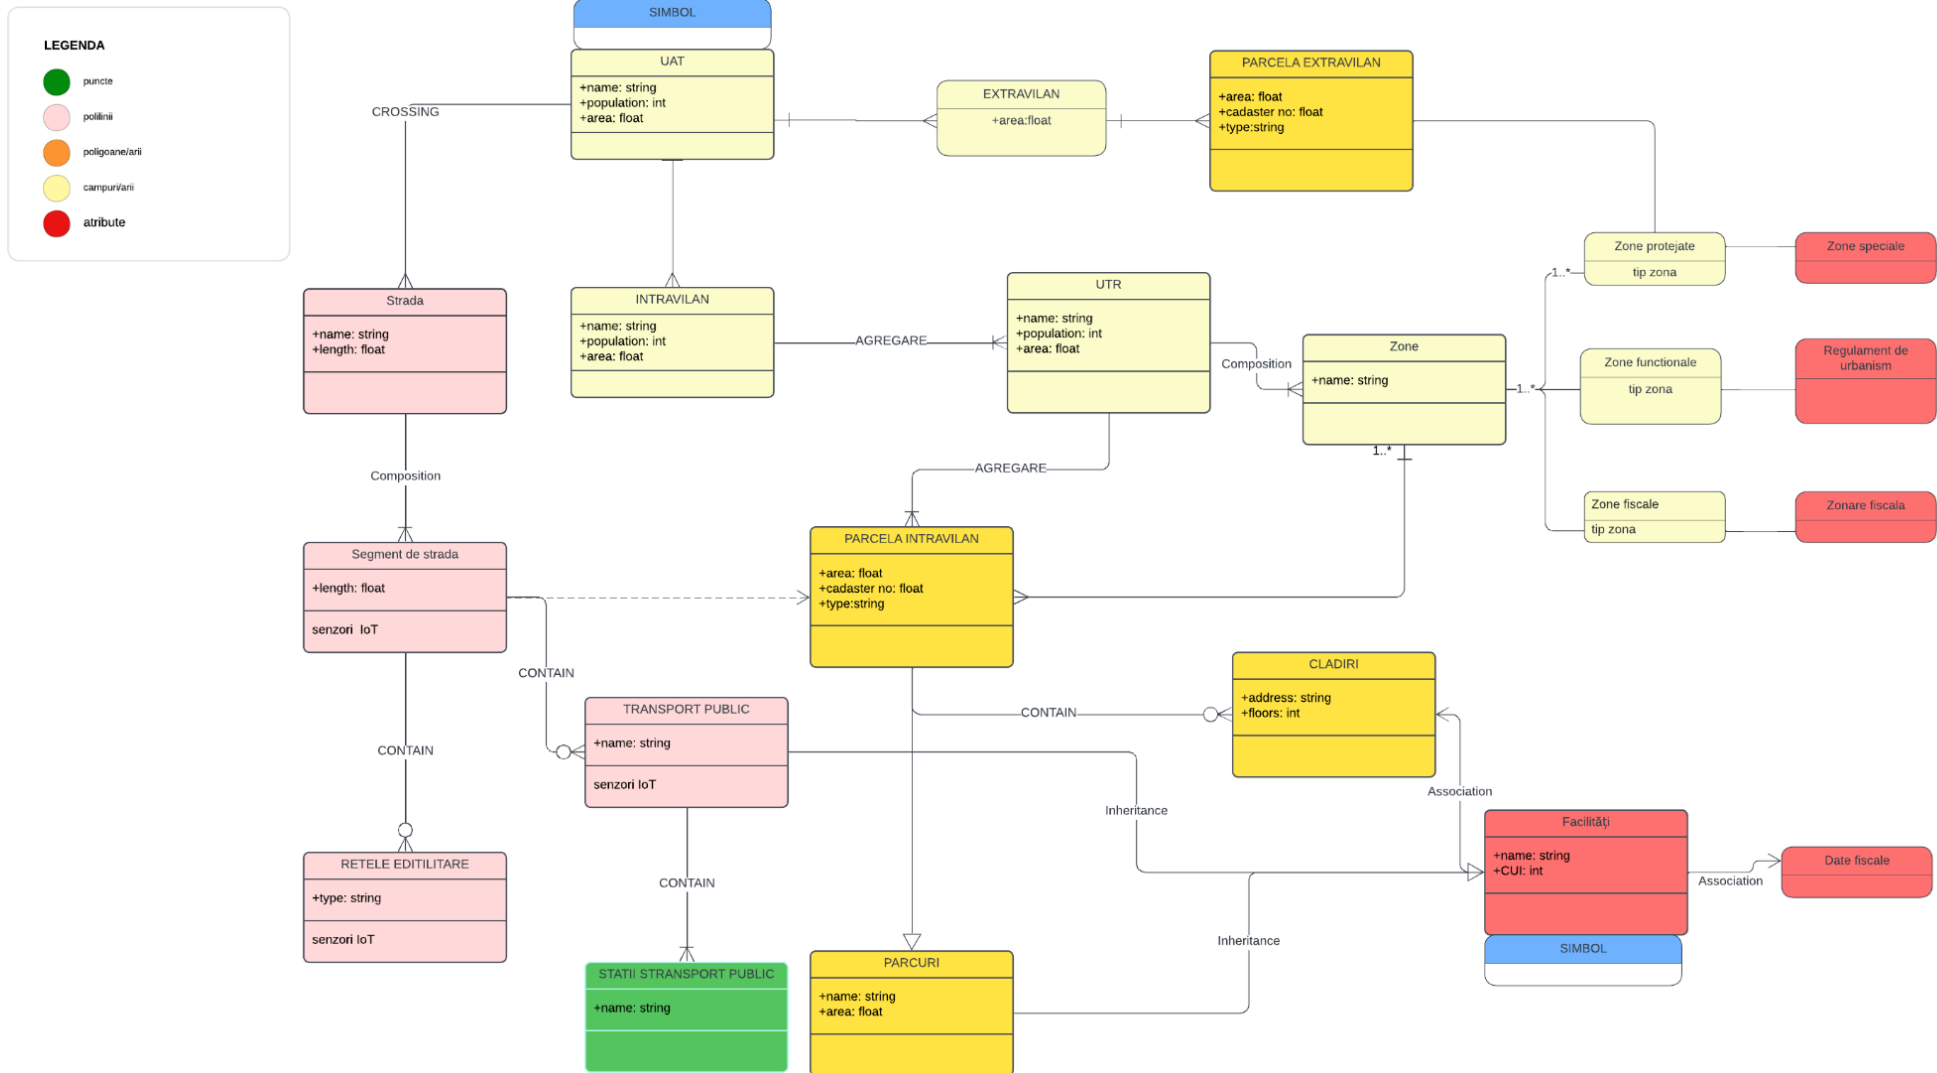 LEGENDA
puncte
polilinii
poligoane/arii
campuri/arii
atribute
SIMBOL
UAT
+name: string
+population: int
+area: float
CROSSING
EXTRAVILAN
+area:float
PARCELA EXTRAVILAN
+area: float
+cadaster no: float
+type:string
Zone protejate
tip zona
Zone speciale
1..*
Strada
+name: string
+length: float
INTRAVILAN
+name: string
+population: int
+area: float
AGREGARE
UTR
+name: string
+population: int
+area: float
Composition
Zone
+name: string
1..*
1..*
Zone functionale
tip zona
Regulament de
urbanism
Zone fiscale
tip zona
Zonare fiscala
Composition
AGREGARE
Segment de strada
+length: float
senzori IoT
PARCELA INTRAVILAN
+area: float
+cadaster no: float
+type:string
CONTAIN
CONTAIN
TRANSPORT PUBLIC
+name: string
senzori IoT
CONTAIN
CLADIRI
+address: string
+floors: int
Association
Inheritance
Facilități
+name: string
+CUI: int
SIMBOL
Association
Date fiscale
RETELE EDITILITARE
+type: string
senzori IoT
CONTAIN
STATII STRANSPORT PUBLIC
+name: string
PARCURI
+name: string
+area: float
Inheritance